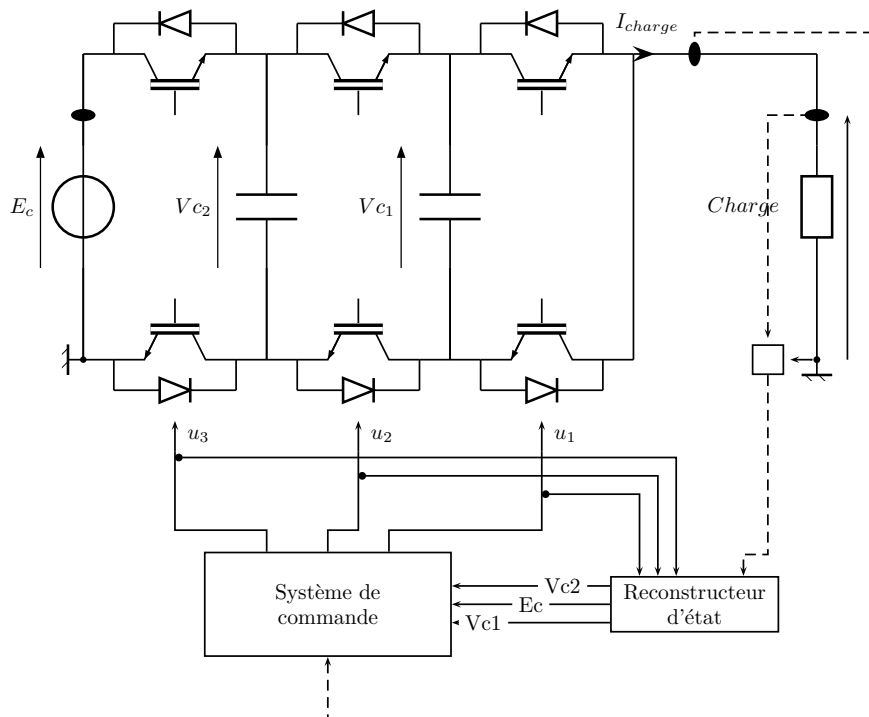 I_charge
E_c
Vc_2
Vc_1
Charge
u_3
u_2
u_1
Système de
commande
Vc2
Ec
Vc1
Reconstructeur
d'état